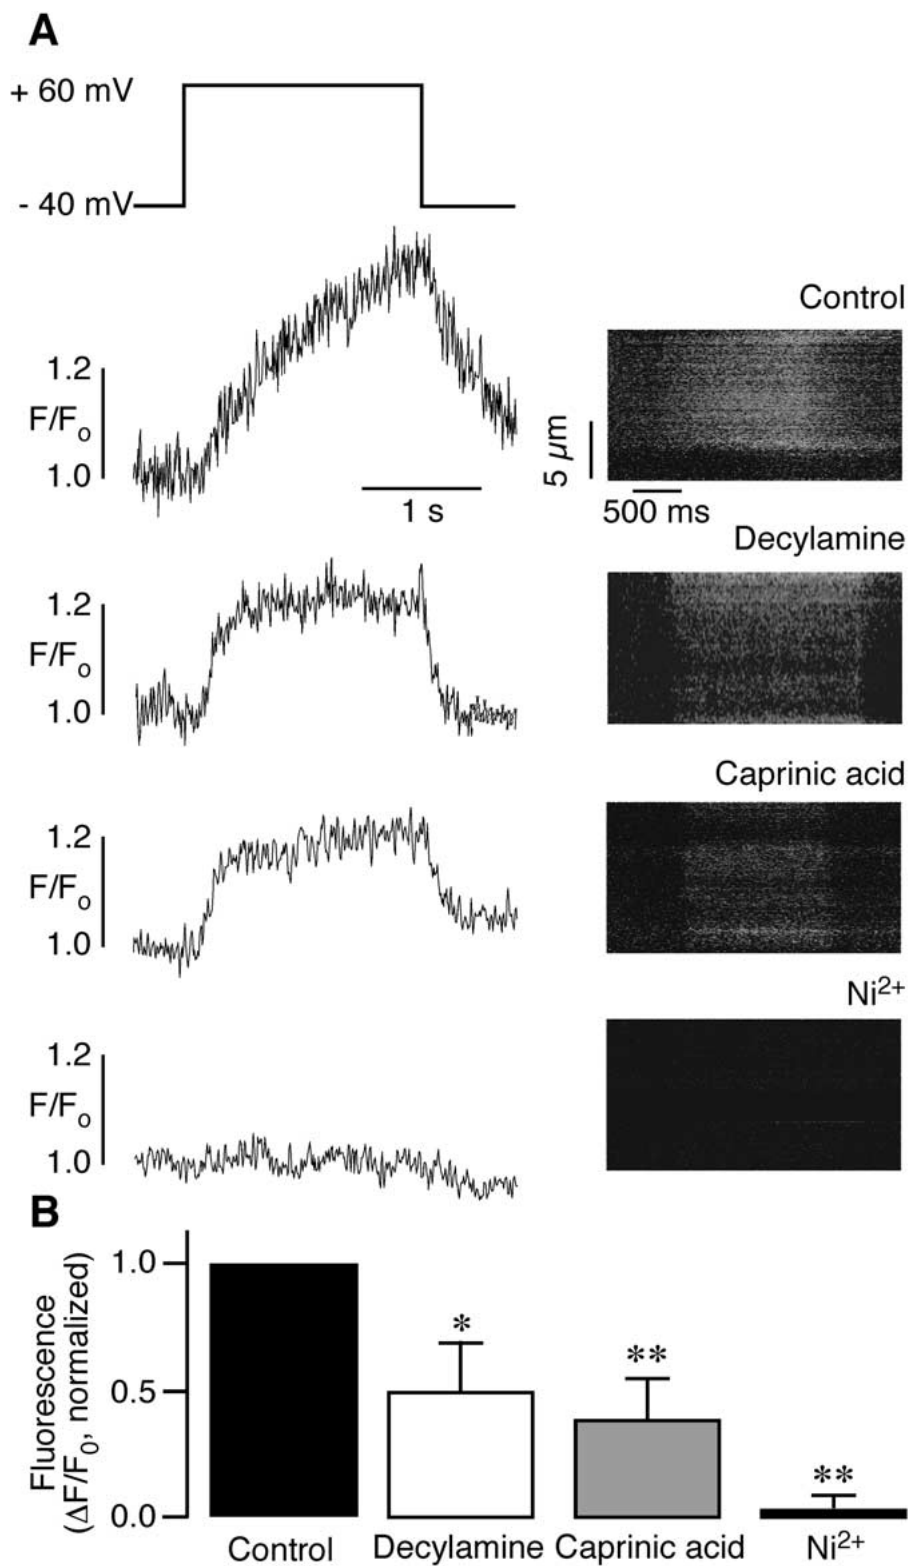 A
+ 60 mV
- 40 mV
Control
1.2
F/Fo
1.0
1 s
5 µm
500 ms
Decylamine
1.2
F/Fo
1.0
Caprinic acid
1.2
F/Fo
1.0
Ni2+
1.2
F/Fo
1.0
B
Fluorescence
(ΔF/F0, normalized)
1.0
0.5
0.0
*
**
**
Control Decylamine Caprinic acid Ni2+